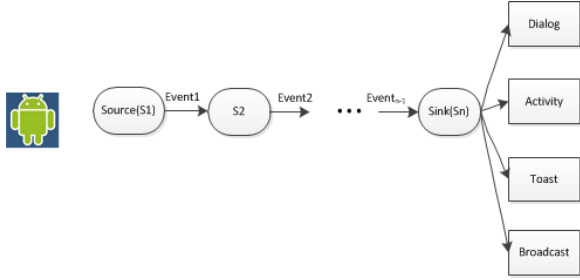 Dialog
Event1
Event2
Eventn-1
Source(S1)
S2
...
Sink(Sn)
Activity
Toast
Broadcast